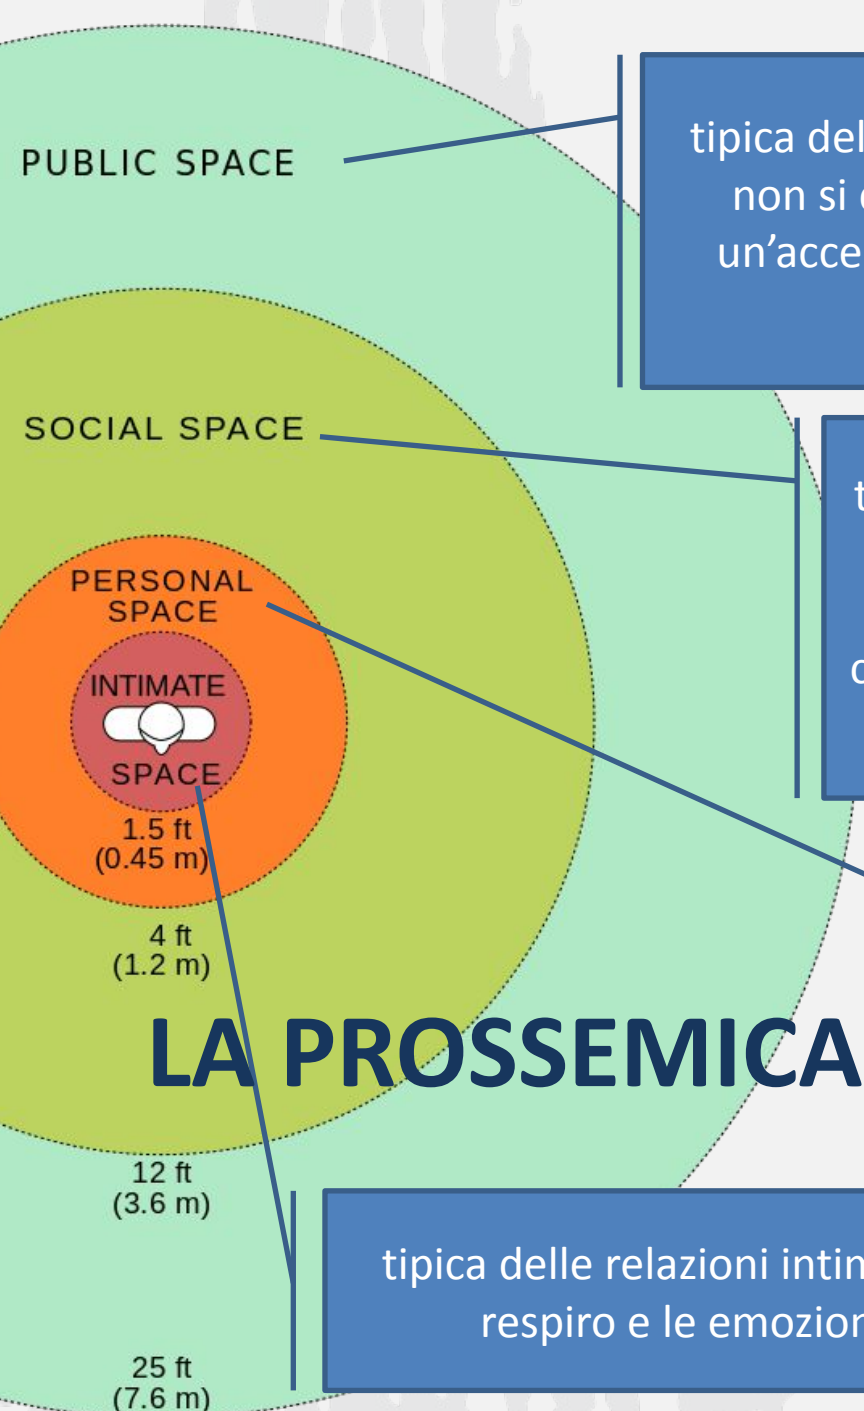 PUBLIC SPACE
tipica del
non si
un'acce
SOCIAL SPACE
PERSONAL
SPACE
INTIMATE
SPACE
1.5 ft
(0.45 m)
4 ft
(1.2 m)
LA PROSSEMICA
12 ft
(3.6 m)
tipica delle relazioni intim
respiro e le emozion
25 ft
(7.6 m)